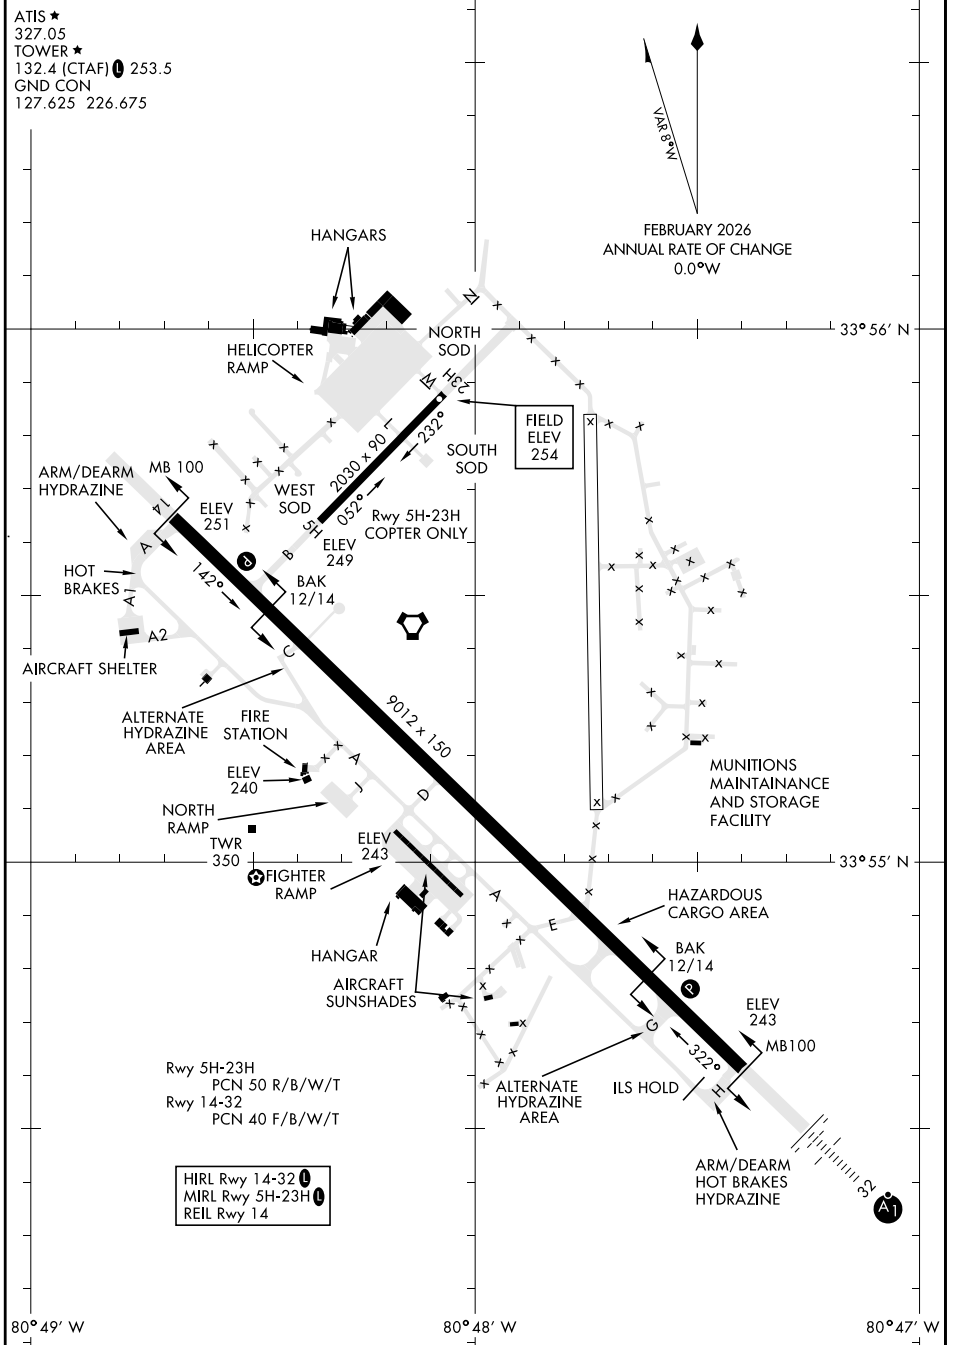 ATIS ★
327.05
TOWER ★
132.4 (CTAF) L 253.5
GND CON
127.625 226.675
VAR 8°W
FEBRUARY 2026
ANNUAL RATE OF CHANGE
0.0°W
HANGARS
33°56' N
N
NORTH
SOD
HELICOPTER
RAMP
W
23H
FIELD
ELEV
254
232°
2030 x 90
L
SOUTH
SOD
052°
WEST
SOD
5H
Rwy 5H-23H
COPTER ONLY
ARM/DEARM
HYDRAZINE
MB 100
14
ELEV
251
ELEV
249
A
B
P
HOT
BRAKES
142°
BAK
12/14
A1
A2
AIRCRAFT SHELTER
C
ALTERNATE
HYDRAZINE
AREA
9012 x 150
FIRE
STATION
A
ELEV
240
J
D
MUNITIONS
MAINTAINANCE
AND STORAGE
FACILITY
NORTH
RAMP
TWR
350
ELEV
243
33°55' N
FIGHTER
RAMP
A
E
HAZARDOUS
CARGO AREA
HANGAR
BAK
12/14
AIRCRAFT
SUNSHADES
P
ELEV
243
G
MB100
322°
Rwy 5H-23H
PCN 50 R/B/W/T
Rwy 14-32
PCN 40 F/B/W/T
ALTERNATE
HYDRAZINE
AREA
ILS HOLD
H
ARM/DEARM
HOT BRAKES
HYDRAZINE
32
A1
HIRL Rwy 14-32 L
MIRL Rwy 5H-23H L
REIL Rwy 14
80°49' W
80°48' W
80°47' W